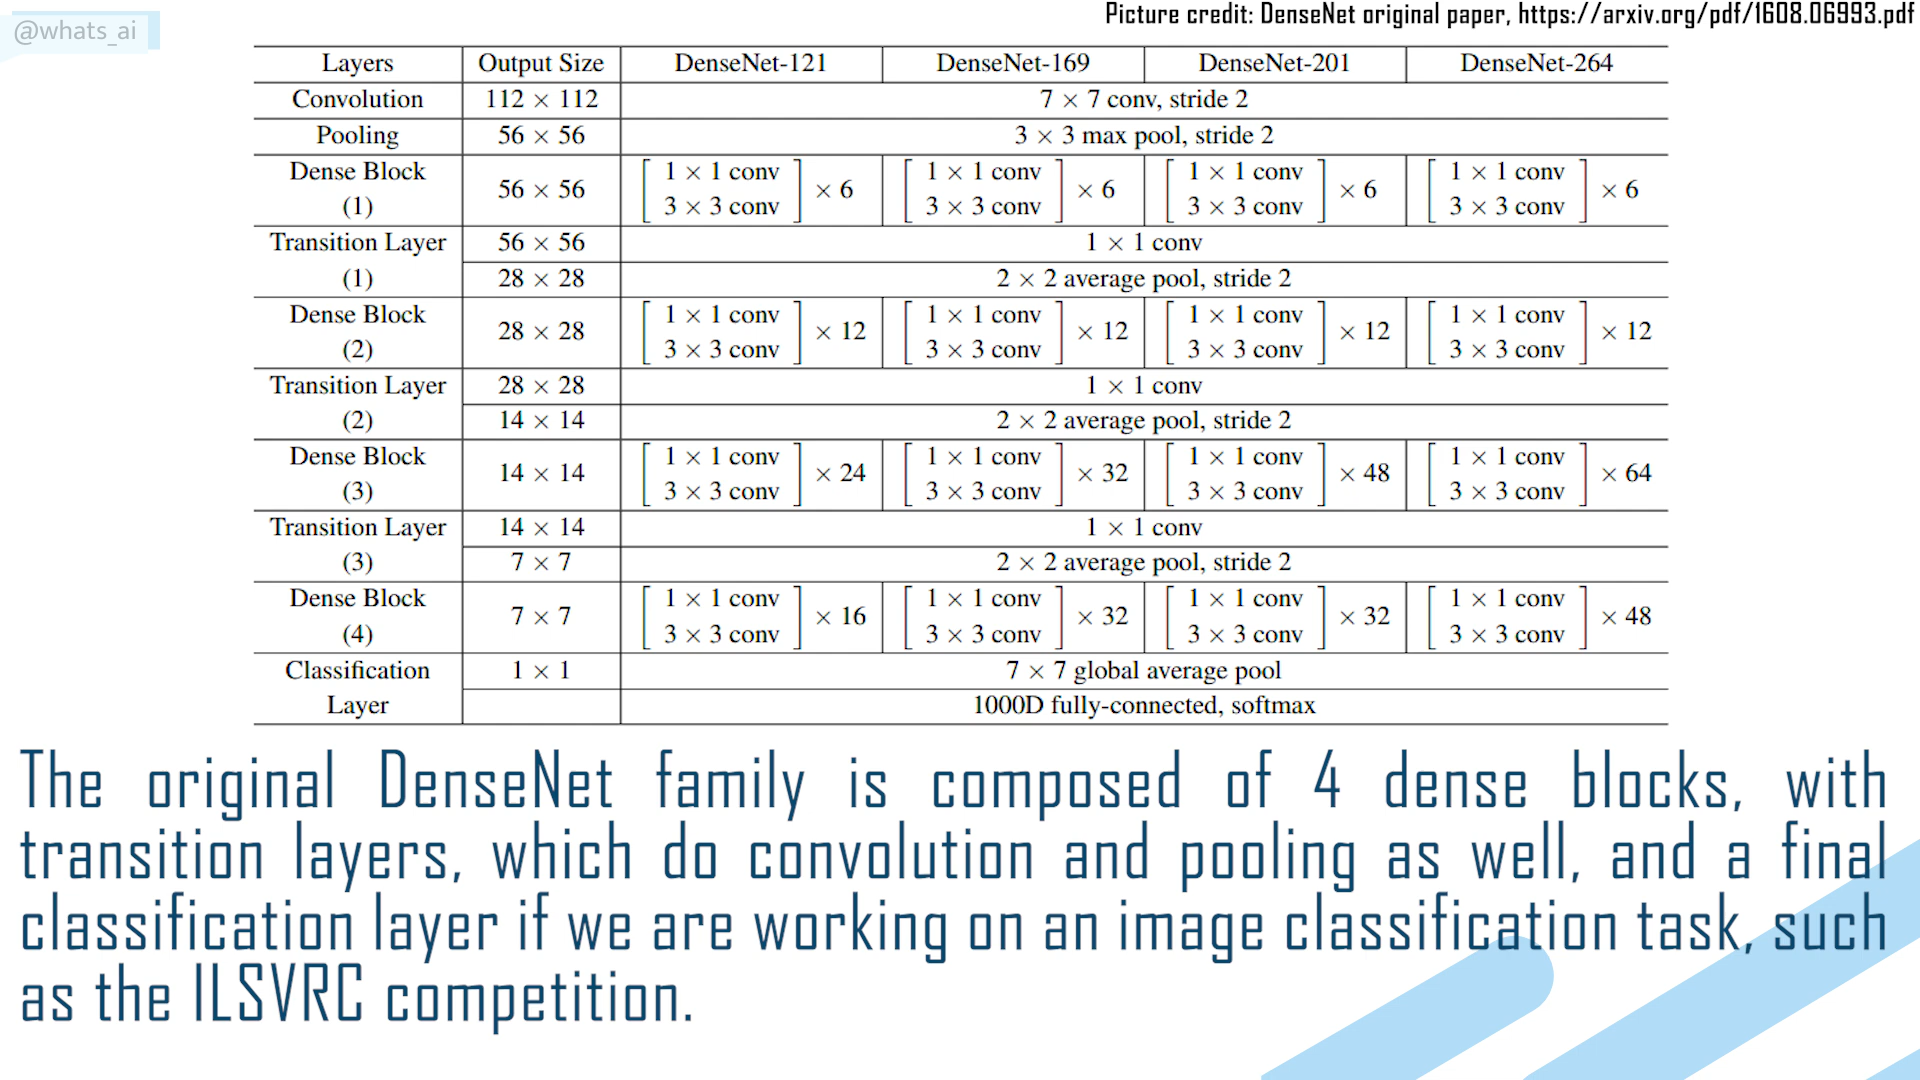 @whats_ai
Picture credit: DenseNet original paper, https://arxiv.org/pdf/1608.06993.pdf
Layers Output Size DenseNet-121 DenseNet-169 DenseNet-201 DenseNet-264
Convolution 112 × 112 7 × 7 conv, stride 2
Pooling 56 × 56 3 × 3 max pool, stride 2
Dense Block (1) 56 × 56 [ 1 × 1 conv 3 × 3 conv ] × 6 [ 1 × 1 conv 3 × 3 conv ] × 6 [ 1 × 1 conv 3 × 3 conv ] × 6 [ 1 × 1 conv 3 × 3 conv ] × 6
Transition Layer 56 × 56 1 × 1 conv
(1) 28 × 28 2 × 2 average pool, stride 2
Dense Block (2) 28 × 28 [ 1 × 1 conv 3 × 3 conv ] × 12 [ 1 × 1 conv 3 × 3 conv ] × 12 [ 1 × 1 conv 3 × 3 conv ] × 12 [ 1 × 1 conv 3 × 3 conv ] × 12
Transition Layer 28 × 28 1 × 1 conv
(2) 14 × 14 2 × 2 average pool, stride 2
Dense Block (3) 14 × 14 [ 1 × 1 conv 3 × 3 conv ] × 24 [ 1 × 1 conv 3 × 3 conv ] × 32 [ 1 × 1 conv 3 × 3 conv ] × 48 [ 1 × 1 conv 3 × 3 conv ] × 64
Transition Layer 14 × 14 1 × 1 conv
(3) 7 × 7 2 × 2 average pool, stride 2
Dense Block (4) 7 × 7 [ 1 × 1 conv 3 × 3 conv ] × 16 [ 1 × 1 conv 3 × 3 conv ] × 32 [ 1 × 1 conv 3 × 3 conv ] × 32 [ 1 × 1 conv 3 × 3 conv ] × 48
Classification 1 × 1 7 × 7 global average pool
Layer 1000D fully-connected, softmax
The original DenseNet family is composed of 4 dense blocks, with
transition layers, which do convolution and pooling as well, and a final
classification layer if we are working on an image classification task, such
as the ILSVRC competition.